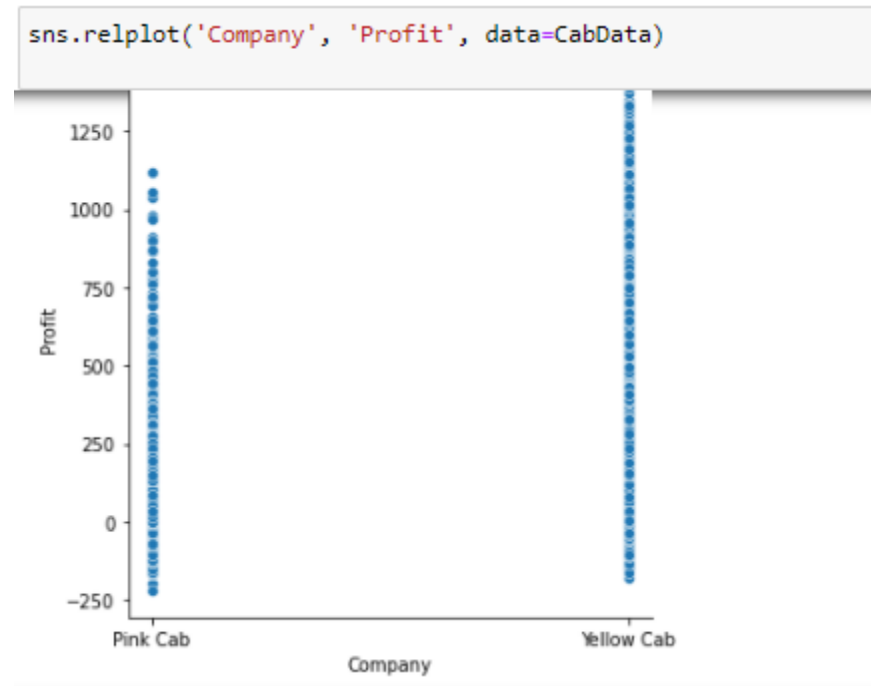 sns.relplot('Company', 'Profit', data=CabData)
1250
1000
750
500
250
0
−250
Profit
Pink Cab
Yellow Cab
Company